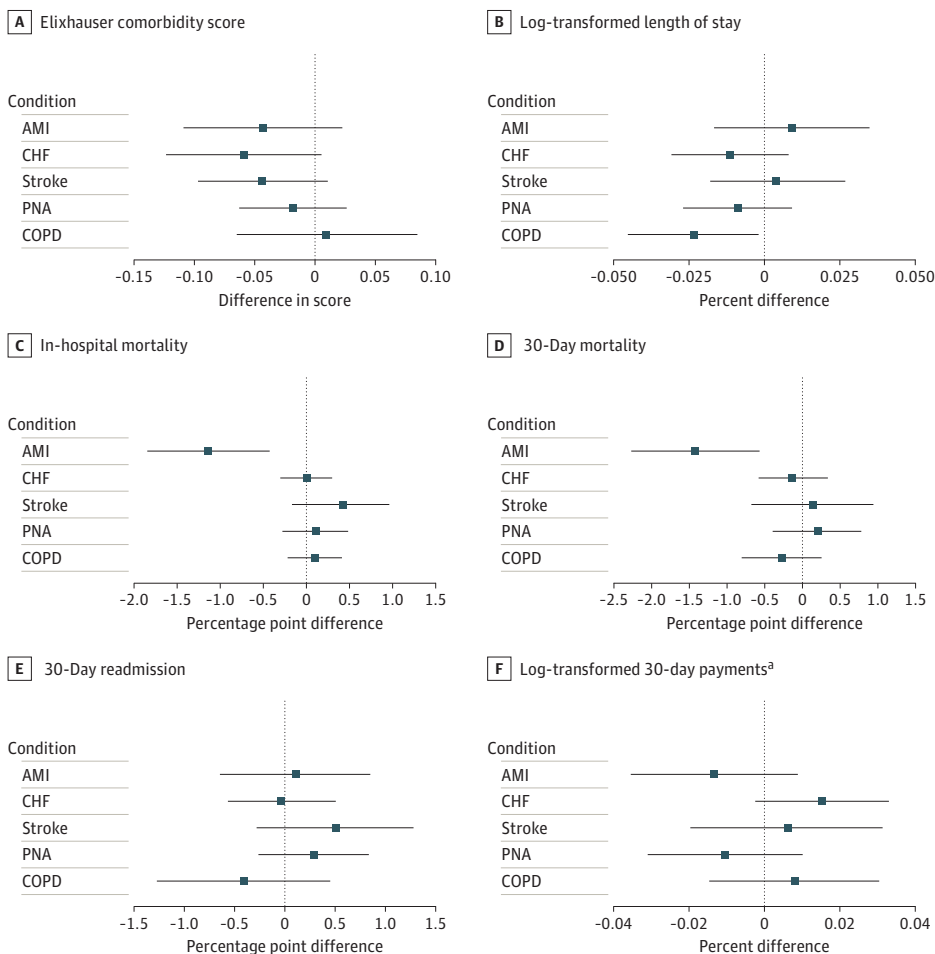 A Elixhauser comorbidity score
Condition
AMI
CHF
Stroke
PNA
COPD
-0.15 -0.10 -0.05 0 0.05 0.10
Difference in score
B Log-transformed length of stay
Condition
AMI
CHF
Stroke
PNA
COPD
-0.050 -0.025 0 0.025 0.050
Percent difference
C In-hospital mortality
Condition
AMI
CHF
Stroke
PNA
COPD
-2.0 -1.5 -1.0 -0.5 0 0.5 1.0 1.5
Percentage point difference
D 30-Day mortality
Condition
AMI
CHF
Stroke
PNA
COPD
-2.5 -2.0 -1.5 -1.0 -0.5 0 0.5 1.0 1.5
Percentage point difference
E 30-Day readmission
Condition
AMI
CHF
Stroke
PNA
COPD
-1.5 -1.0 -0.5 0 0.5 1.0 1.5
Percentage point difference
F Log-transformed 30-day paymentsᵃ
Condition
AMI
CHF
Stroke
PNA
COPD
-0.04 -0.02 0 0.02 0.04
Percent difference